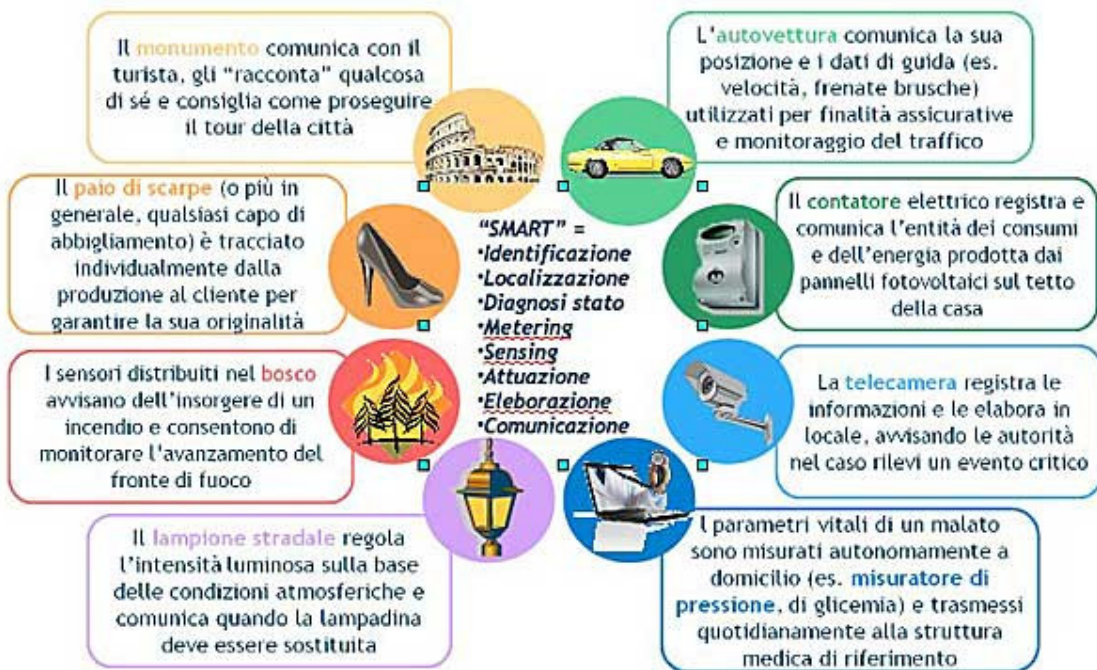 Il monumento comunica con il
turista, gli “racconta” qualcosa
di sé e consiglia come proseguire
il tour della città
L'autovettura comunica la sua
posizione e i dati di guida (es.
velocità, frenate brusche)
utilizzati per finalità assicurative
e monitoraggio del traffico
Il paio di scarpe (o più in
generale, qualsiasi capo di
abbigliamento) è tracciato
individualmente dalla
produzione al cliente per
garantire la sua originalità
“SMART” =
•Identificazione
•Localizzazione
•Diagnosi stato
•Metering
•Sensing
•Attuazione
•Eleborazione
•Comunicazione
Il contatore elettrico registra e
comunica l'entità dei consumi
e dell'energia prodotta dai
pannelli fotovoltaici sul tetto
della casa
I sensori distribuiti nel bosco
avvisano dell'insorgere di un
incendio e consentono di
monitorare l'avanzamento del
fronte di fuoco
La telecamera registra le
informazioni e le elabora in
locale, avvisando le autorità
nel caso rilevi un evento critico
Il lampione stradale regola
l'intensità luminosa sulla base
delle condizioni atmosferiche e
comunica quando la lampadina
deve essere sostituita
I parametri vitali di un malato
sono misurati autonomamente a
domicilio (es. misuratore di
pressione, di glicemia) e trasmessi
quotidianamente alla struttura
medica di riferimento